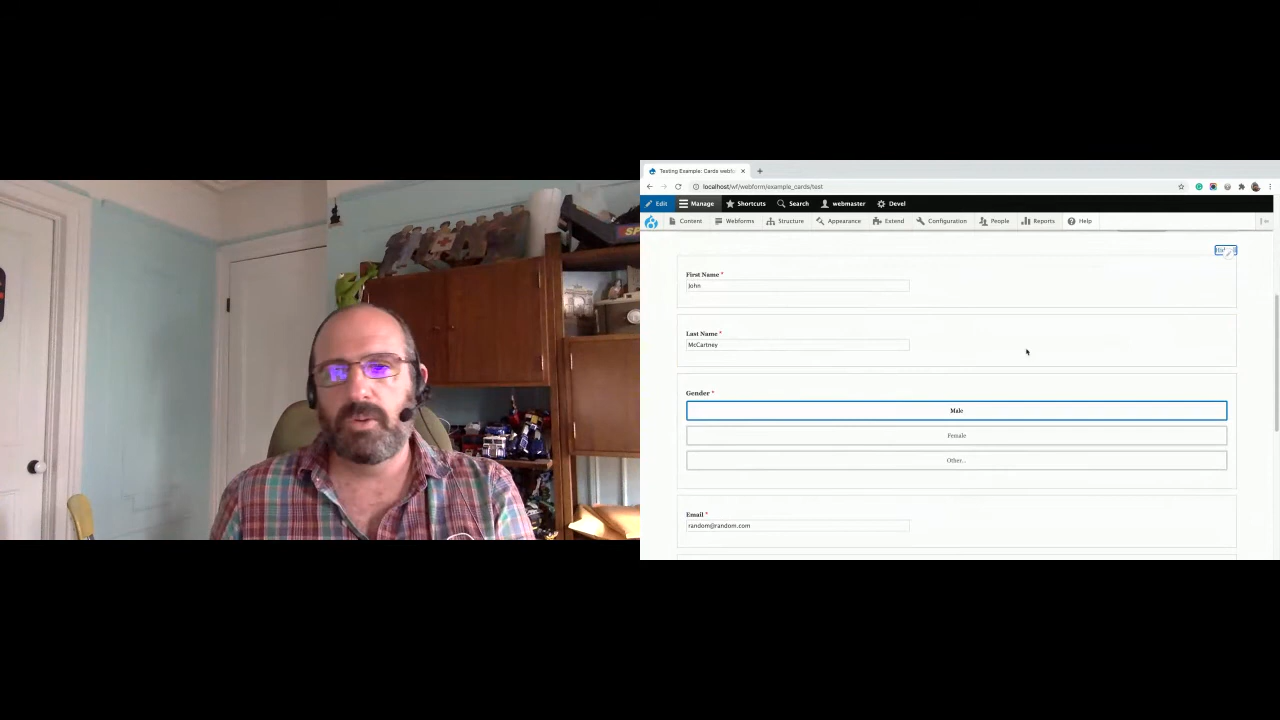 Testing Example: Cards webf
localhost/wf/webform/example_cards/test
Edit Manage Shortcuts Search webmaster Devel
Content Webforms Structure Appearance Extend Configuration People Reports Help
First Name *
John
Last Name *
McCartney
Gender *
Male
Female
Other...
Email *
random@random.com